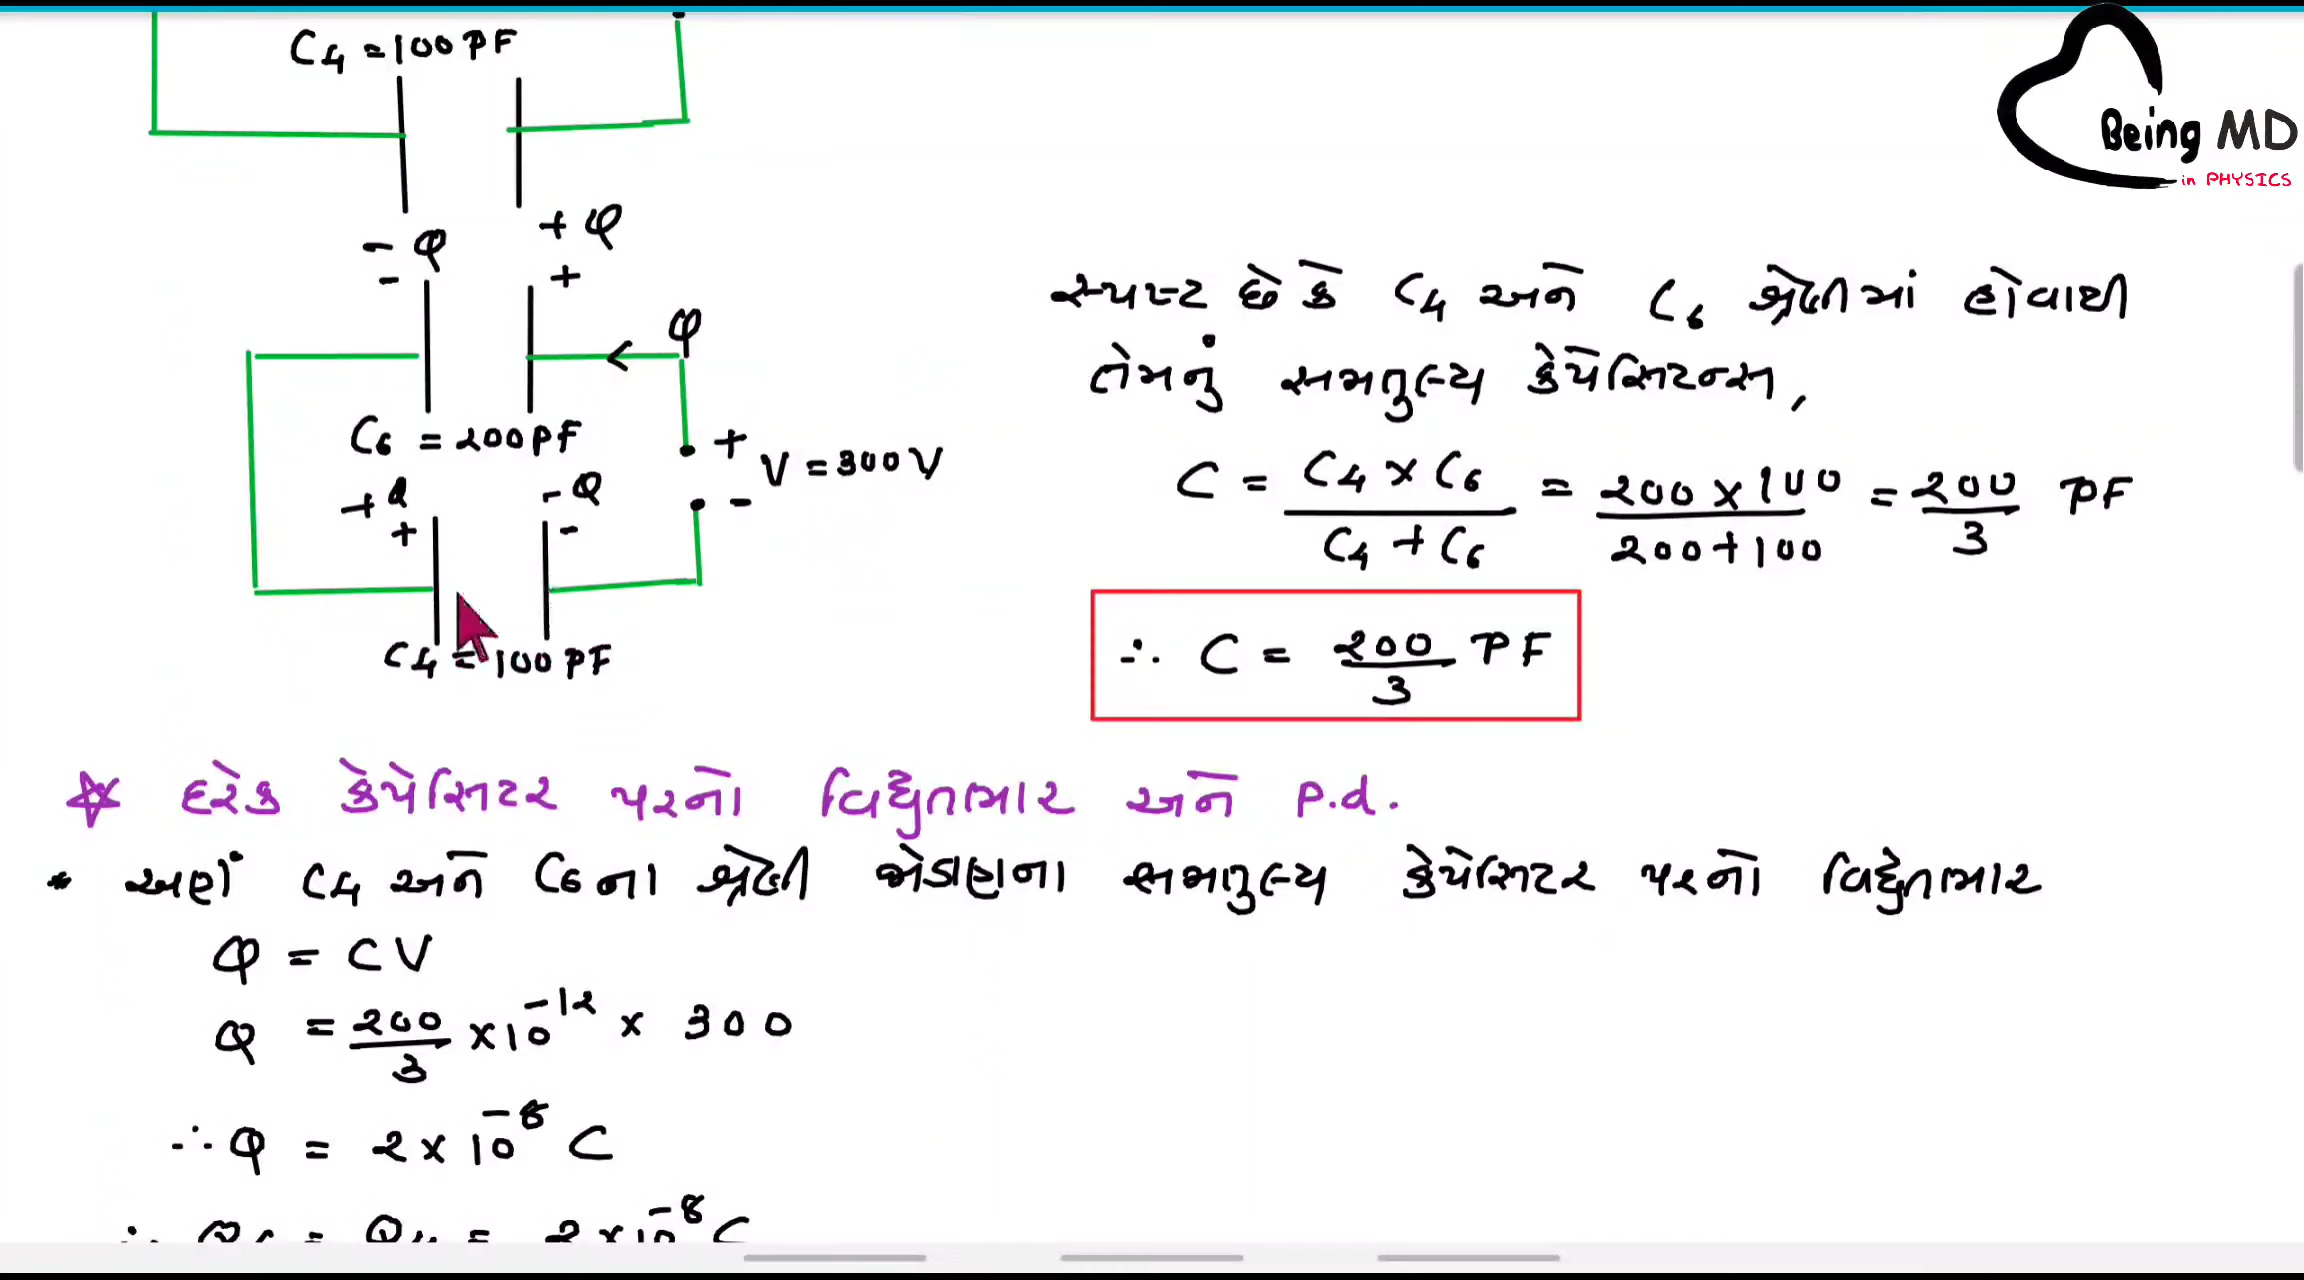 C4 = 100 PF
Being MD
in PHYSICS
- Q
+ Q
-
+
Q
C6 = 200 PF
+
V = 300 V
-
+Q
-Q
+
-
C4 = 100 PF
સ્પષ્ટ છે કે C4 અને C6 શ્રેણીમાં હોવાથી
તેમનું સમતુલ્ય કેપેસિટન્સ,
C = C4 × C6 / C4 + C6 = 200 × 100 / 200 + 100 = 200 / 3 PF
∴ C = 200 / 3 PF
☆ દરેક કેપેસિટર પરનો વિદ્યુતભાર અને P.d.
* અહીં C4 અને C6 ના શ્રેણી જોડાણના સમતુલ્ય કેપેસિટર પરનો વિદ્યુતભાર
Q = CV
Q = 200 / 3 × 10^-12 × 300
∴ Q = 2 × 10^-8 C